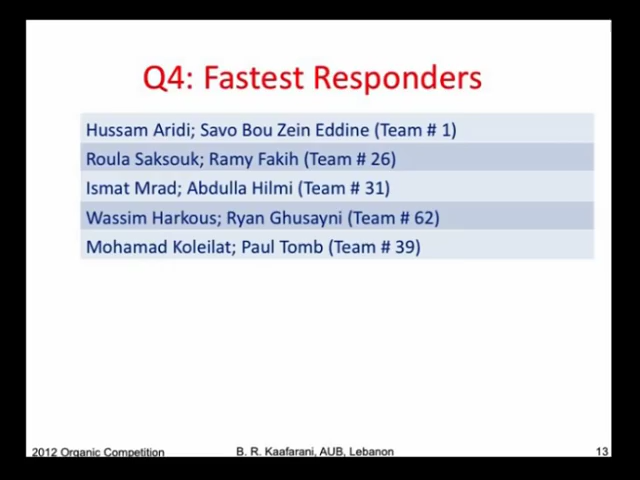 Q4: Fastest Responders
Hussam Aridi; Savo Bou Zein Eddine (Team # 1)
Roula Saksouk; Ramy Fakih (Team # 26)
Ismat Mrad; Abdulla Hilmi (Team # 31)
Wassim Harkous; Ryan Ghusayni (Team # 62)
Mohamad Koleilat; Paul Tomb (Team # 39)
2012 Organic Competition B. R. Kaafarani, AUB, Lebanon 13